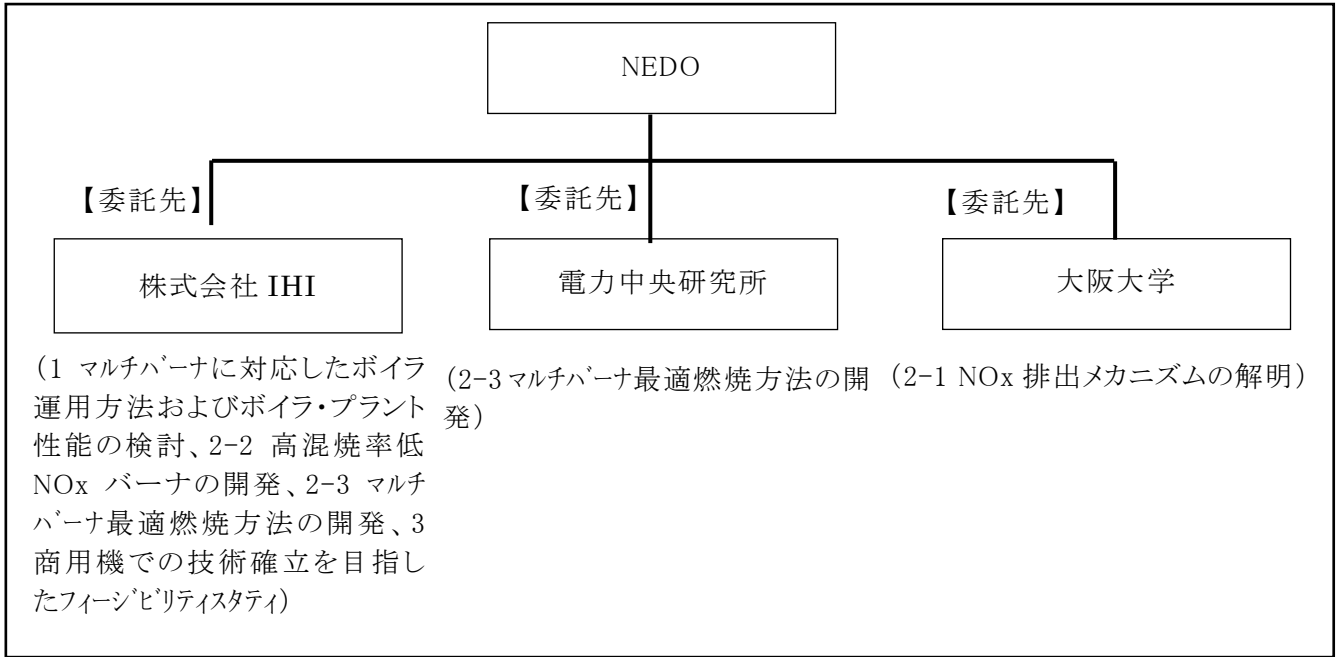 NEDO
【委託先】
【委託先】
【委託先】
株式会社 IHI
電力中央研究所
大阪大学
(1 マルチバーナに対応したボイラ
運用方法およびボイラ・プラント
性能の検討、2-2 高混焼率低
NOx バーナの開発、2-3 マルチ
バーナ最適燃焼方法の開発、3
商用機での技術確立を目指し
たフィージビリティスタティ)
(2-3 マルチバーナ最適燃焼方法の開
発)
(2-1 NOx 排出メカニズムの解明)